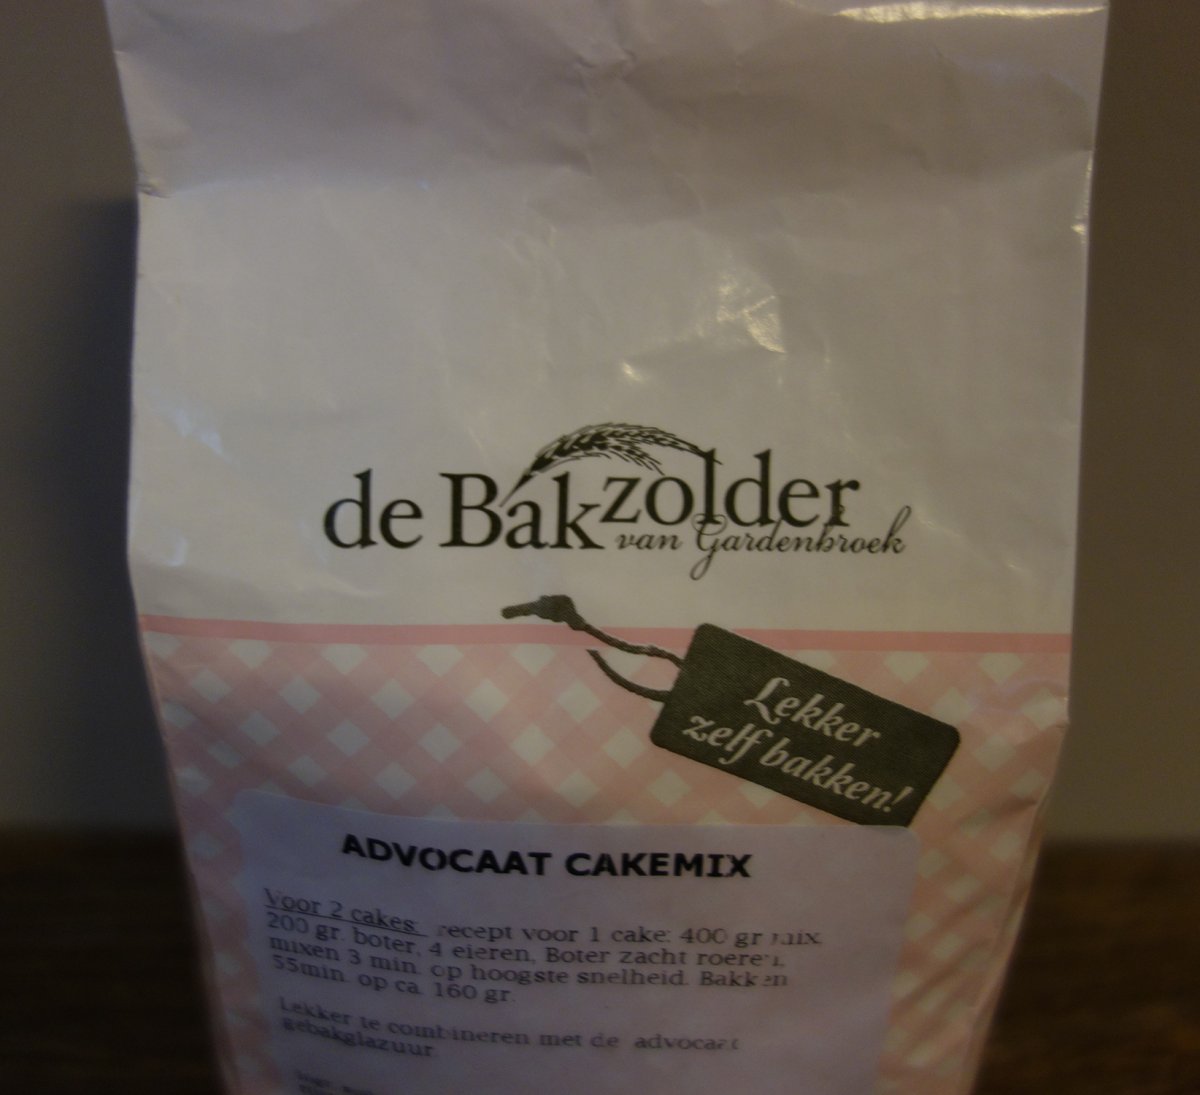 de Bakzolder
van Gardenbroek
Lekker
zelf bakken!
ADVOCAAT CAKEMIX
Voor 2 cakes: recept voor 1 cake: 400 gr mix.
200 gr. boter, 4 eieren, Boter zacht roeren,
mixen 3 min. op hoogste snelheid. Bakken
55min. op ca. 160 gr.
Lekker te combineren met de advocaat
gebakglazuur.